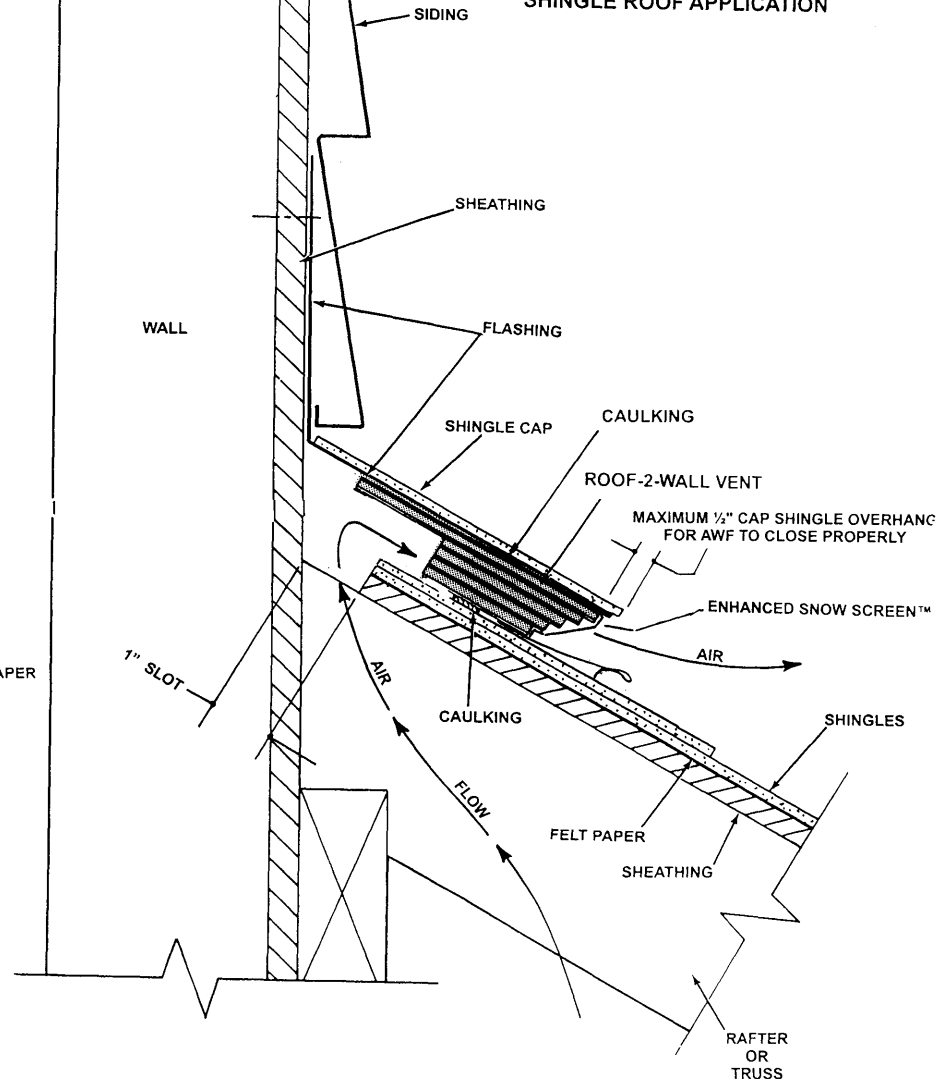 SHINGLE ROOF APPLICATION
SIDING
SHEATHING
WALL
FLASHING
SHINGLE CAP
CAULKING
ROOF-2-WALL VENT
MAXIMUM ½" CAP SHINGLE OVERHANG
FOR AWF TO CLOSE PROPERLY
ENHANCED SNOW SCREEN™
AIR
1" SLOT
APER
AIR
CAULKING
SHINGLES
FLOW
FELT PAPER
SHEATHING
RAFTER
OR
TRUSS